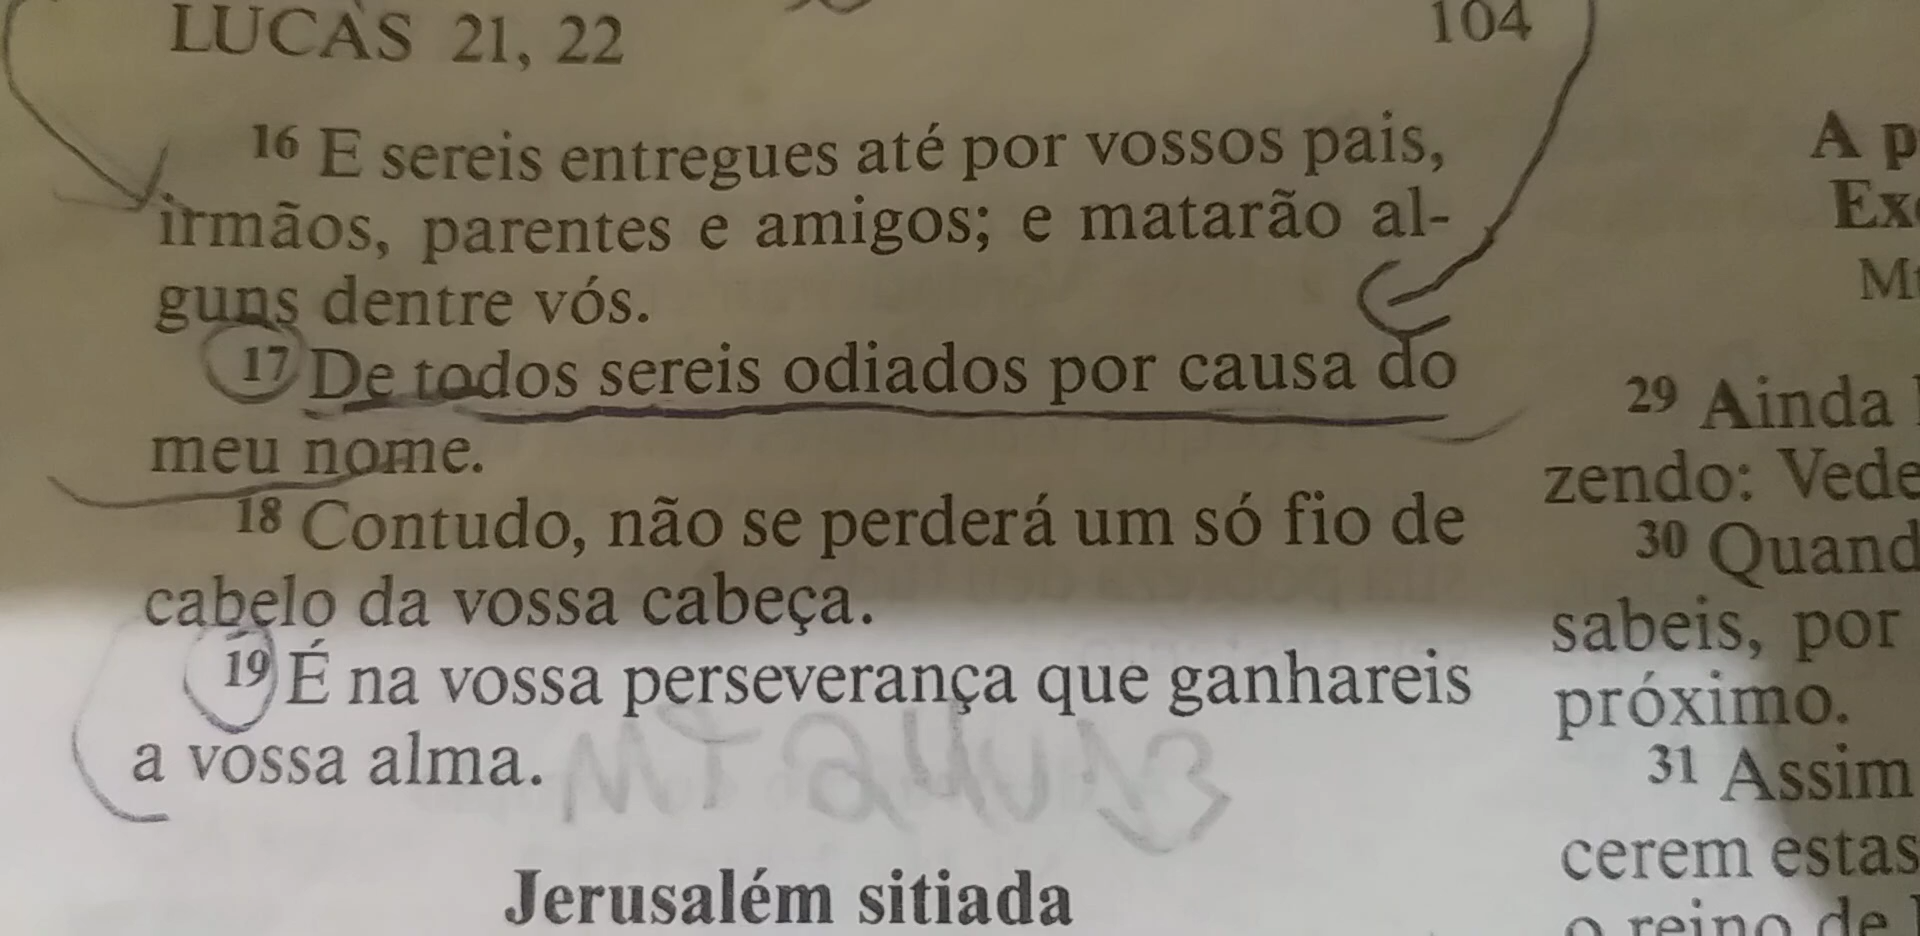 LUCAS 21, 22
104
16 E sereis entregues até por vossos pais,
irmãos, parentes e amigos; e matarão al-
guns dentre vós.
17 De todos sereis odiados por causa do
meu nome.
18 Contudo, não se perderá um só fio de
cabelo da vossa cabeça.
19 É na vossa perseverança que ganhareis
a vossa alma.
Jerusalém sitiada
A p
Ex
M
29 Ainda
zendo: Vede
30 Quand
sabeis, por
próximo.
31 Assim
cerem estas
o reino de